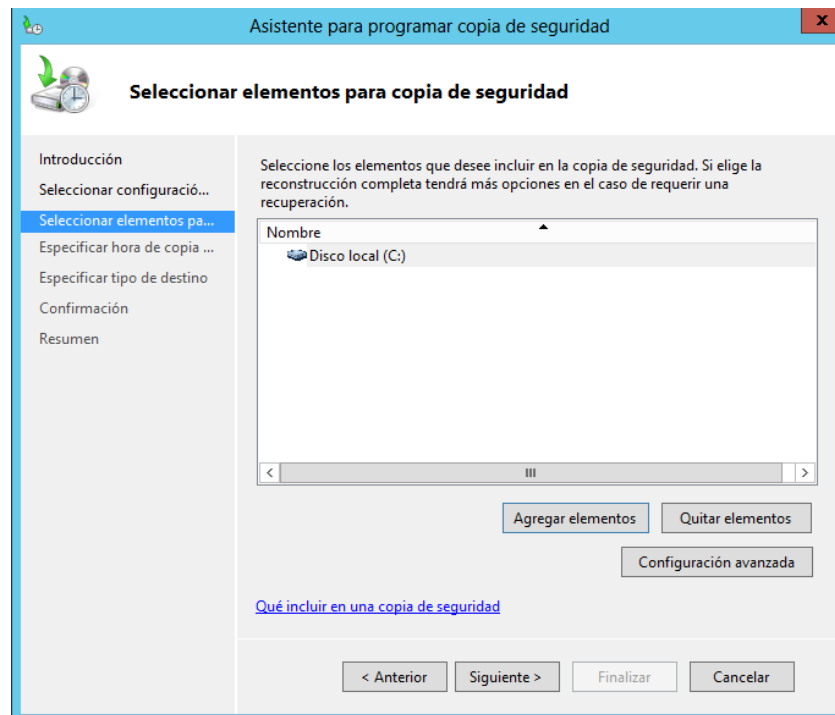 Asistente para programar copia de seguridad
x
Seleccionar elementos para copia de seguridad
Introducción
Seleccionar configuració...
Seleccionar elementos pa...
Especificar hora de copia ...
Especificar tipo de destino
Confirmación
Resumen
Seleccione los elementos que desee incluir en la copia de seguridad. Si elige la
reconstrucción completa tendrá más opciones en el caso de requerir una
recuperación.
Nombre
Disco local (C:)
Agregar elementos
Quitar elementos
Configuración avanzada
Qué incluir en una copia de seguridad
< Anterior
Siguiente >
Finalizar
Cancelar